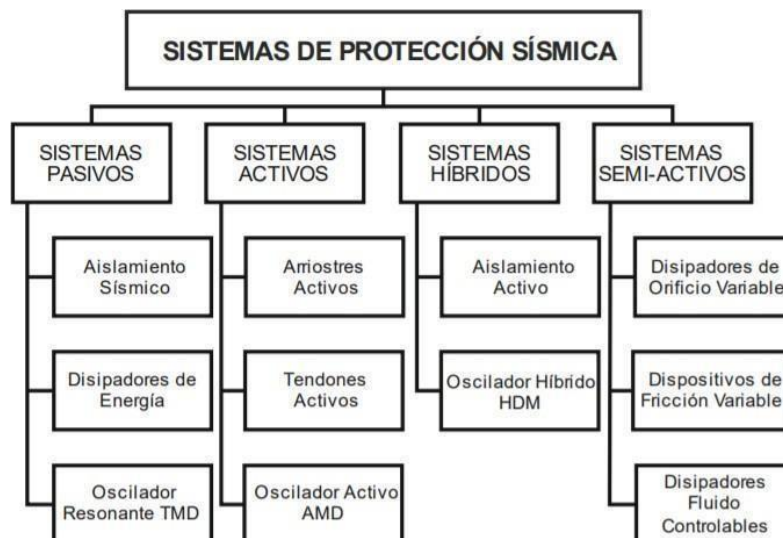 SISTEMAS DE PROTECCIÓN SÍSMICA
SISTEMAS
PASIVOS
Aislamiento
Sísmico
Disipadores de
Energía
Oscilador
Resonante TMD
SISTEMAS
ACTIVOS
Arriostres
Activos
Tendones
Activos
Oscilador Activo
AMD
SISTEMAS
HÍBRIDOS
Aislamiento
Activo
Oscilador Híbrido
HDM
SISTEMAS
SEMI-ACTIVOS
Disipadores de
Orificio Variable
Dispositivos de
Fricción Variable
Disipadores
Fluido
Controlables